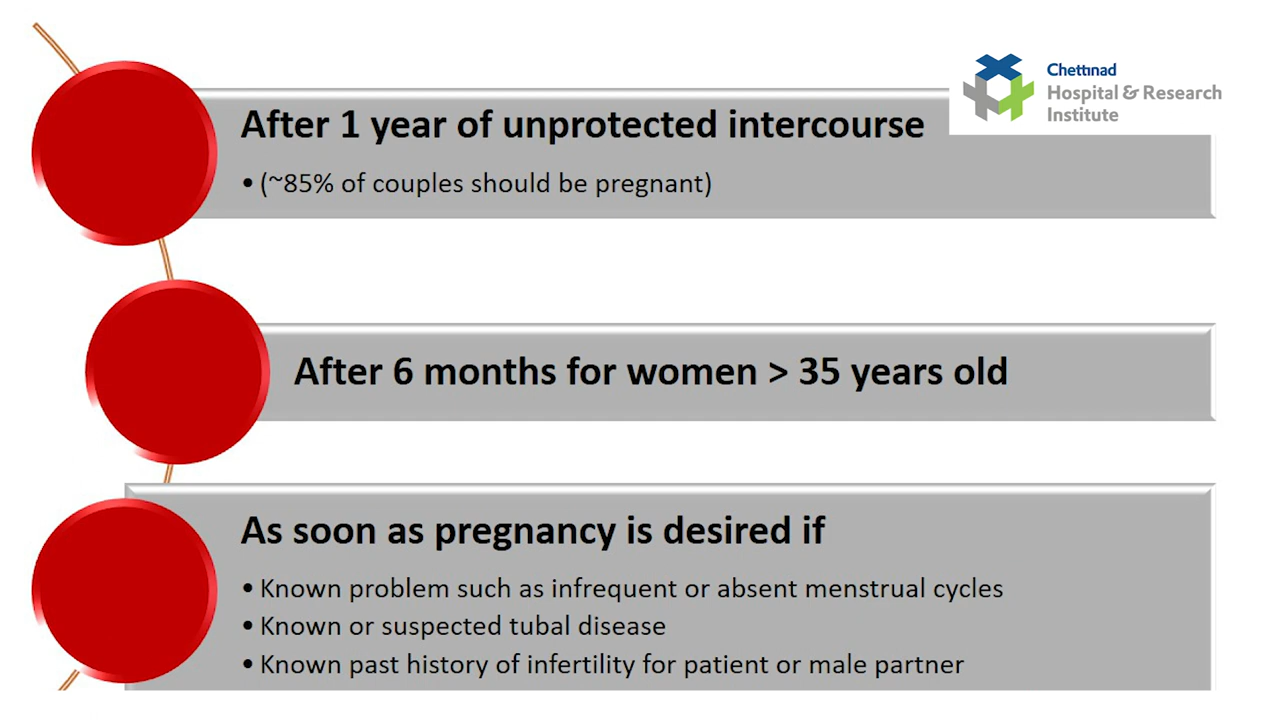 Chettinad
Hospital & Research
Institute
After 1 year of unprotected intercourse
• (~85% of couples should be pregnant)
After 6 months for women > 35 years old
As soon as pregnancy is desired if
• Known problem such as infrequent or absent menstrual cycles
• Known or suspected tubal disease
• Known past history of infertility for patient or male partner